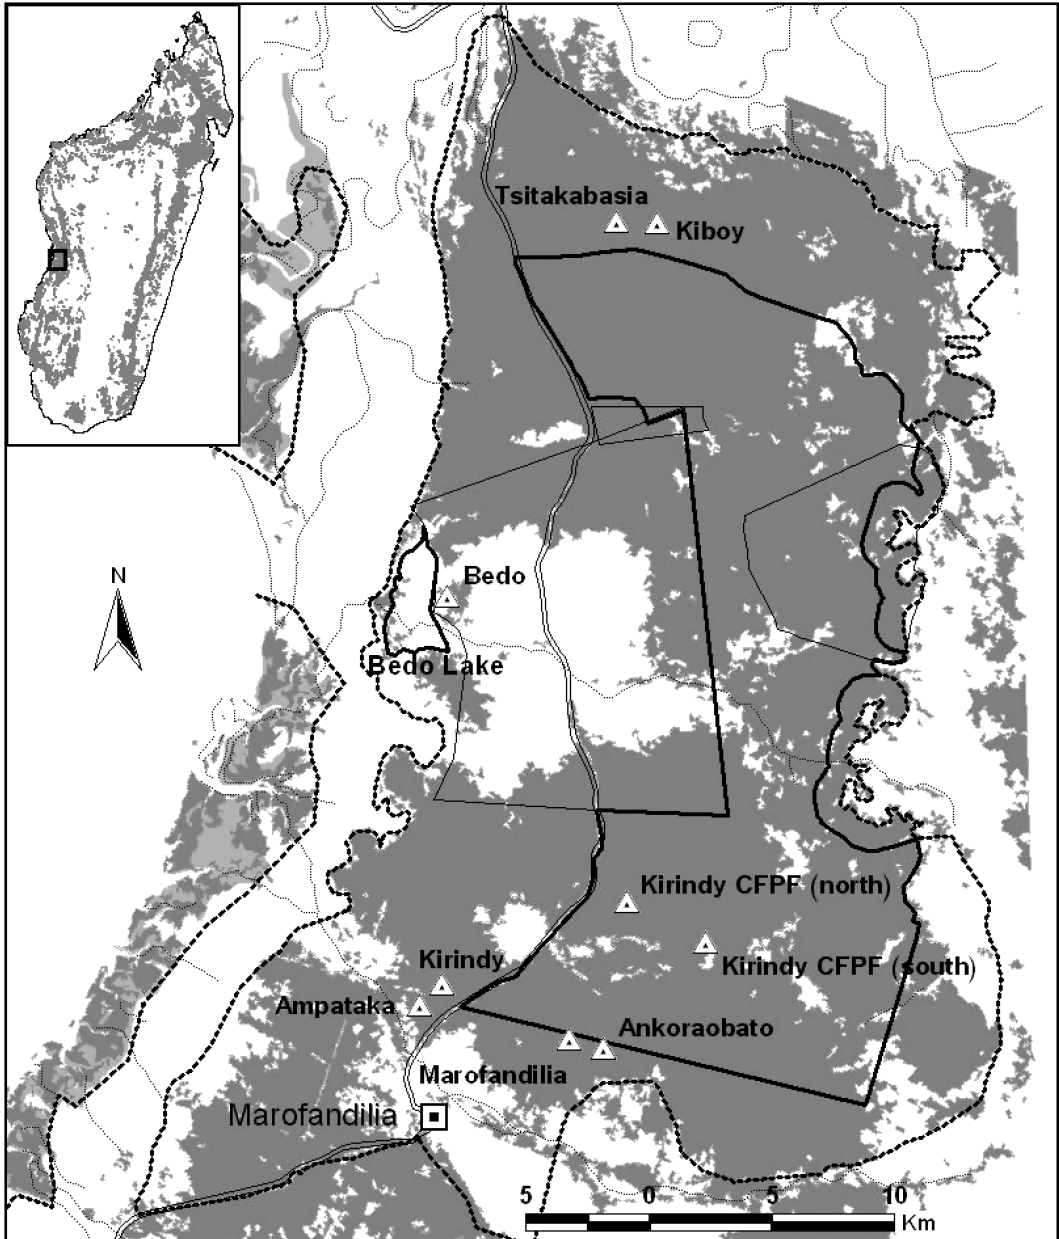 Tsitakabasia
Kiboy
N
Bedo
Bedo Lake
Kirindy CFPF (north)
Kirindy
Kirindy CFPF (south)
Ampataka
Ankoraobato
Marofandilia
Marofandilia
5 0 5 10
Km